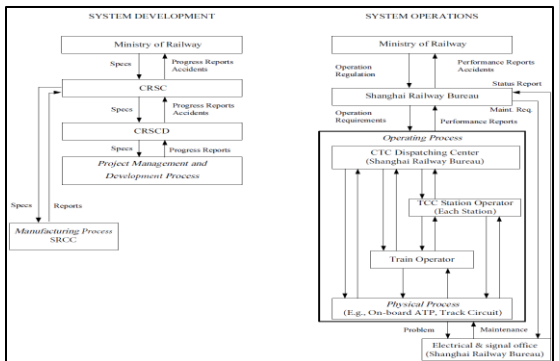 SYSTEM DEVELOPMENT
Ministry of Railway
Specs
Progress Reports
Accidents
CRSC
Specs
Progress Reports
Accidents
CRSCD
Specs
Progress Reports
Project Management and
Development Process
Specs
Reports
Manufacturing Process
SRCC
SYSTEM OPERATIONS
Ministry of Railway
Operation
Regulation
Performance Reports
Accidents
Status Report
Shanghai Railway Bureau
Operation
Requirements
Maint. Req.
Performance Reports
Operating Process
CTC Dispatching Center
(Shanghai Railway Bureau)
TCC Station Operator
(Each Station)
Train Operator
Physical Process
(E.g., On-board ATP, Track Circuit)
Problem
Maintenance
Electrical & signal office
(Shanghai Railway Bureau)